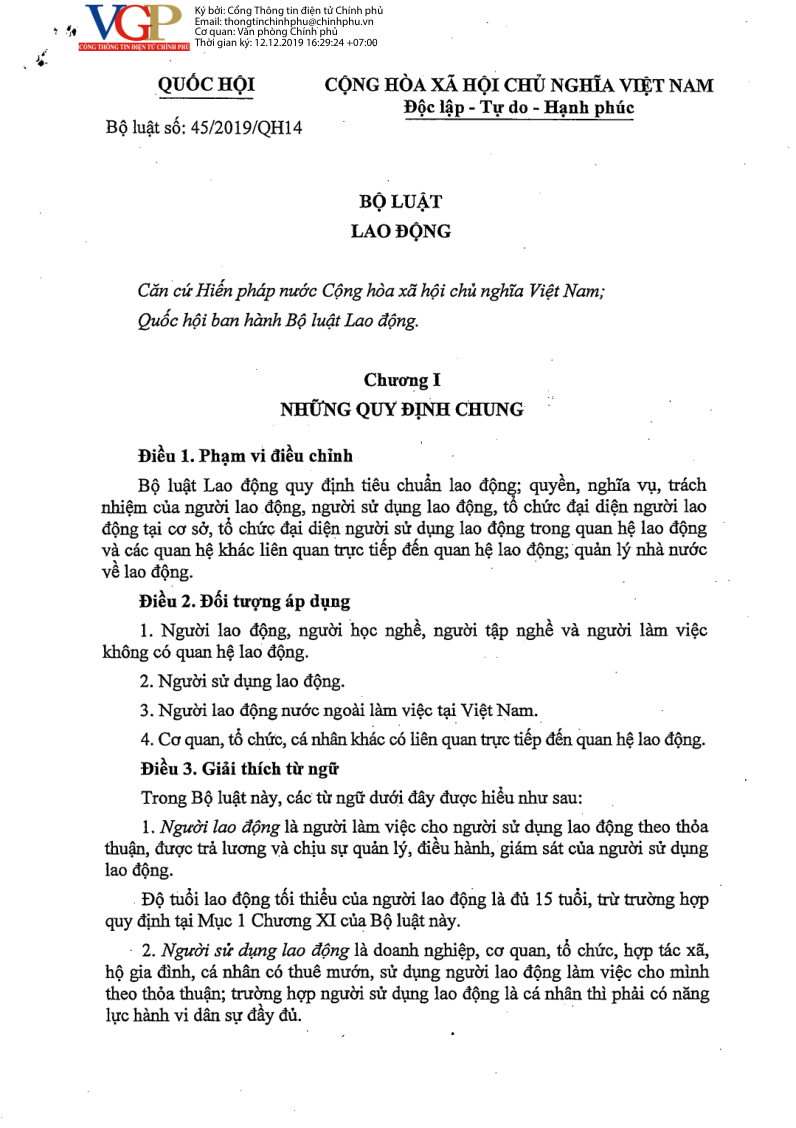 VGP
CỔNG THÔNG TIN ĐIỆN TỬ CHÍNH PHỦ
Ký bởi: Cổng Thông tin điện tử Chính phủ
Email: thongtinchinhphu@chinhphu.vn
Cơ quan: Văn phòng Chính phủ
Thời gian ký: 12.12.2019 16:29:24 +07:00
QUỐC HỘI
CỘNG HÒA XÃ HỘI CHỦ NGHĨA VIỆT NAM
Độc lập - Tự do - Hạnh phúc
Bộ luật số: 45/2019/QH14
BỘ LUẬT
LAO ĐỘNG
Căn cứ Hiến pháp nước Cộng hòa xã hội chủ nghĩa Việt Nam;
Quốc hội ban hành Bộ luật Lao động.
Chương I
NHỮNG QUY ĐỊNH CHUNG
Điều 1. Phạm vi điều chỉnh
Bộ luật Lao động quy định tiêu chuẩn lao động; quyền, nghĩa vụ, trách
nhiệm của người lao động, người sử dụng lao động, tổ chức đại diện người lao
động tại cơ sở, tổ chức đại diện người sử dụng lao động trong quan hệ lao động
và các quan hệ khác liên quan trực tiếp đến quan hệ lao động; quản lý nhà nước
về lao động.
Điều 2. Đối tượng áp dụng
1. Người lao động, người học nghề, người tập nghề và người làm việc
không có quan hệ lao động.
2. Người sử dụng lao động.
3. Người lao động nước ngoài làm việc tại Việt Nam.
4. Cơ quan, tổ chức, cá nhân khác có liên quan trực tiếp đến quan hệ lao động.
Điều 3. Giải thích từ ngữ
Trong Bộ luật này, các từ ngữ dưới đây được hiểu như sau:
1. Người lao động là người làm việc cho người sử dụng lao động theo thỏa
thuận, được trả lương và chịu sự quản lý, điều hành, giám sát của người sử dụng
lao động.
Độ tuổi lao động tối thiểu của người lao động là đủ 15 tuổi, trừ trường hợp
quy định tại Mục 1 Chương XI của Bộ luật này.
2. Người sử dụng lao động là doanh nghiệp, cơ quan, tổ chức, hợp tác xã,
hộ gia đình, cá nhân có thuê mướn, sử dụng người lao động làm việc cho mình
theo thỏa thuận; trường hợp người sử dụng lao động là cá nhân thì phải có năng
lực hành vi dân sự đầy đủ.